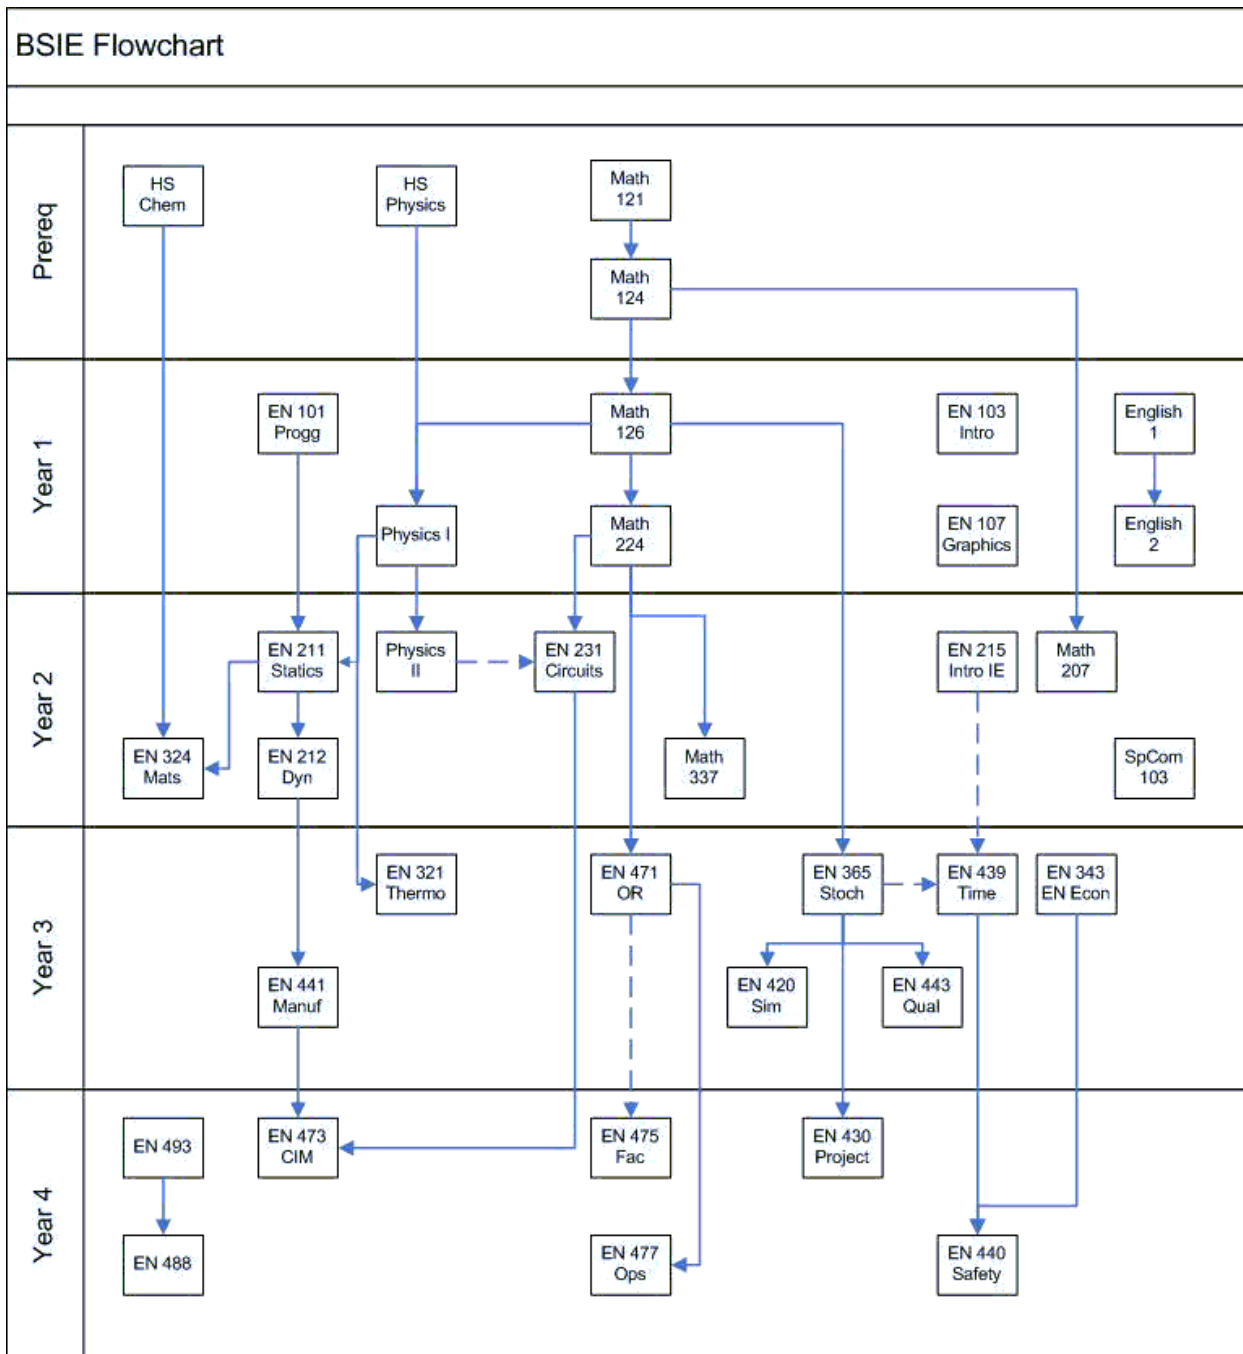 BSIE Flowchart
Prereq
HS
Chem
HS
Physics
Math
121
Math
124
Year 1
EN 101
Progg
Math
126
EN 103
Intro
English
1
Physics I
Math
224
EN 107
Graphics
English
2
Year 2
EN 211
Statics
Physics
II
EN 231
Circuits
EN 215
Intro IE
Math
207
EN 324
Mats
EN 212
Dyn
Math
337
SpCom
103
Year 3
EN 321
Thermo
EN 471
OR
EN 365
Stoch
EN 439
Time
EN 343
EN Econ
EN 441
Manuf
EN 420
Sim
EN 443
Qual
Year 4
EN 493
EN 473
CIM
EN 475
Fac
EN 430
Project
EN 488
EN 477
Ops
EN 440
Safety